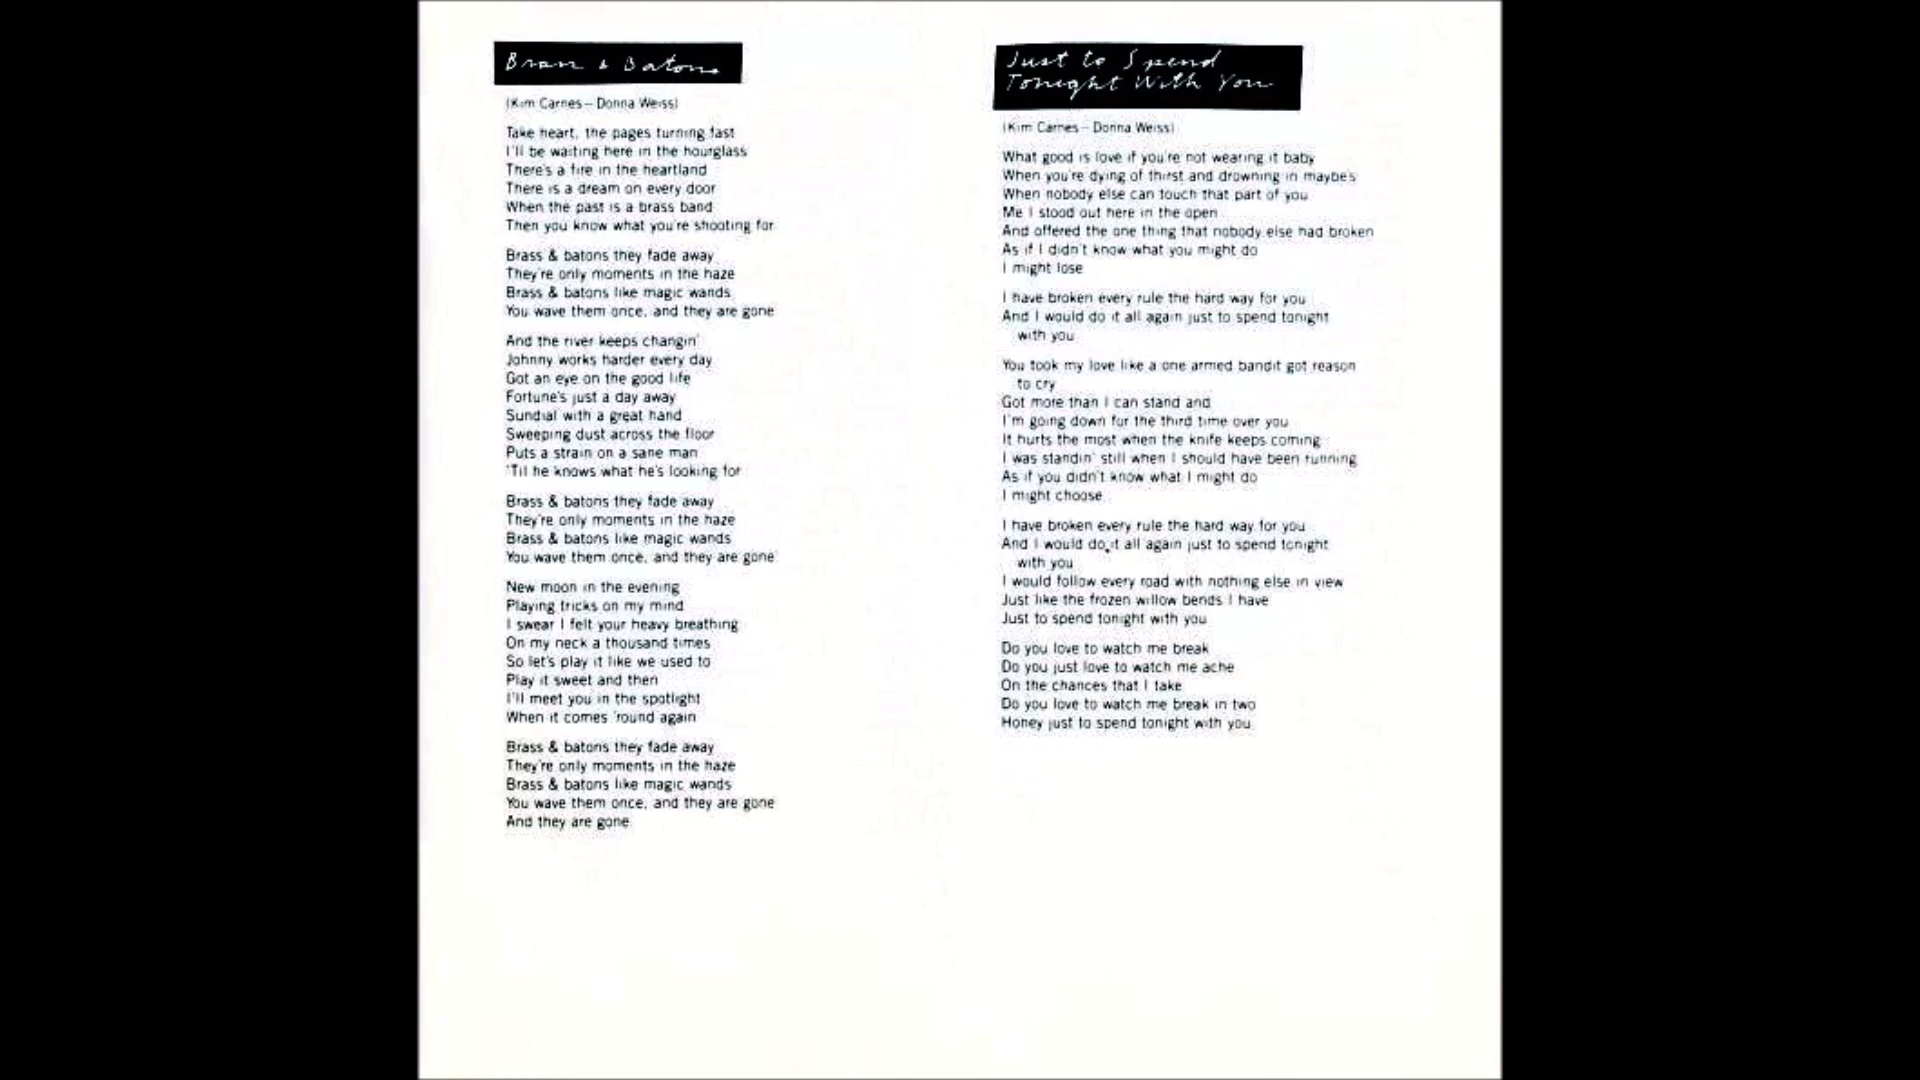 Brass & Batons
(Kim Carnes – Donna Weiss)
Take heart, the pages turning fast
I'll be waiting here in the hourglass
There's a fire in the heartland
There is a dream on every door
When the past is a brass band
Then you know what you're shooting for
Brass & batons they fade away
They're only moments in the haze
Brass & batons like magic wands
You wave them once, and they are gone
And the river keeps changin'
Johnny works harder every day
Got an eye on the good life
Fortune's just a day away
Sundial with a great hand
Sweeping dust across the floor
Puts a strain on a sane man
'Til he knows what he's looking for
Brass & batons they fade away
They're only moments in the haze
Brass & batons like magic wands
You wave them once, and they are gone
New moon in the evening
Playing tricks on my mind
I swear I felt your heavy breathing
On my neck a thousand times
So let's play it like we used to
Play it sweet and then
I'll meet you in the spotlight
When it comes 'round again
Brass & batons they fade away
They're only moments in the haze
Brass & batons like magic wands
You wave them once, and they are gone
And they are gone
Just to Spend
Tonight With You
(Kim Carnes – Donna Weiss)
What good is love if you're not wearing it baby
When you're dying of thirst and drowning in maybe's
When nobody else can touch that part of you
Me I stood out here in the open
And offered the one thing that nobody else had broken
As if I didn't know what you might do
I might lose
I have broken every rule the hard way for you
And I would do it all again just to spend tonight
with you
You took my love like a one armed bandit got reason
to cry
Got more than I can stand and
I'm going down for the third time over you
It hurts the most when the knife keeps coming
I was standin' still when I should have been running
As if you didn't know what I might do
I might choose
I have broken every rule the hard way for you
And I would do it all again just to spend tonight
with you
I would follow every road with nothing else in view
Just like the frozen willow bends I have
Just to spend tonight with you
Do you love to watch me break
Do you just love to watch me ache
On the chances that I take
Do you love to watch me break in two
Honey just to spend tonight with you